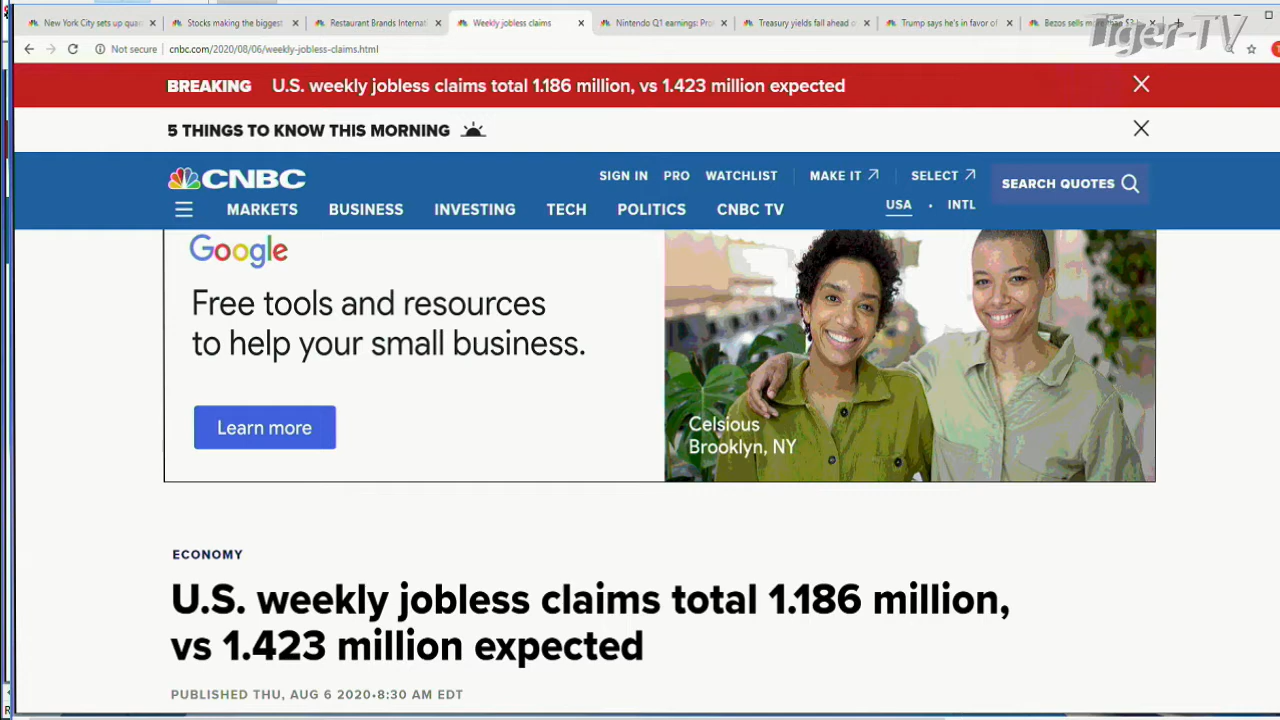 New York City sets up quar
Stocks making the biggest
Restaurant Brands Internati
Weekly jobless claims
Nintendo Q1 earnings: Pro
Treasury yields fall ahead o
Trump says he's in favor of
Bezos sells more than $3
Tiger-TV
Not secure
cnbc.com/2020/08/06/weekly-jobless-claims.html
BREAKING U.S. weekly jobless claims total 1.186 million, vs 1.423 million expected
5 THINGS TO KNOW THIS MORNING
CNBC
SIGN IN PRO WATCHLIST MAKE IT SELECT
SEARCH QUOTES
USA • INTL
MARKETS BUSINESS INVESTING TECH POLITICS CNBC TV
Google
Free tools and resources
to help your small business.
Learn more
Celsious
Brooklyn, NY
ECONOMY
U.S. weekly jobless claims total 1.186 million,
vs 1.423 million expected
PUBLISHED THU, AUG 6 2020•8:30 AM EDT